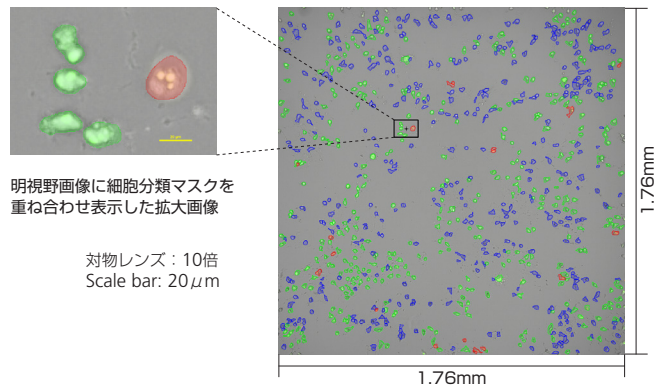 明視野画像に細胞分類マスクを
重ね合わせ表示した拡大画像
対物レンズ：10倍
Scale bar: 20μm
1.76mm
1.76mm